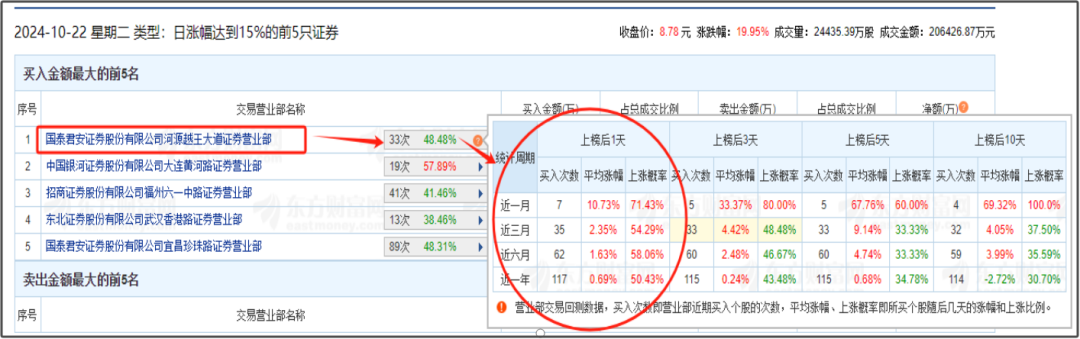 2024-10-22 星期二 类型：日涨幅达到15%的前5只证券 收盘价：8.78 元 涨跌幅：19.95% 成交量：24435.39万股 成交金额：206426.87万元
买入金额最大的前5名
序号 交易营业部名称 买入金额(万) 占总成交比例 卖出金额(万) 占总成交比例 净额(万)
1 国泰君安证券股份有限公司河源越王大道证券营业部 33次 48.48%
2 中国银河证券股份有限公司大连黄河路证券营业部 19次 57.89%
3 招商证券股份有限公司福州六一中路证券营业部 41次 41.46%
4 东北证券股份有限公司武汉香港路证券营业部 13次 38.46%
5 国泰君安证券股份有限公司宜昌珍珠路证券营业部 89次 48.31%
卖出金额最大的前5名
序号 交易营业部名称
统计周期 上榜后1天 上榜后3天 上榜后5天 上榜后10天
买入次数 平均涨幅 上涨概率 买入次数 平均涨幅 上涨概率 买入次数 平均涨幅 上涨概率 买入次数 平均涨幅 上涨概率
近一月 7 10.73% 71.43% 5 33.37% 80.00% 5 67.76% 60.00% 4 69.32% 100.0%
近三月 35 2.35% 54.29% 33 4.42% 48.48% 33 9.14% 33.33% 32 4.05% 37.50%
近六月 62 1.63% 58.06% 60 2.48% 46.67% 60 4.74% 33.33% 59 3.99% 35.59%
近一年 117 0.69% 50.43% 115 0.24% 43.48% 115 0.68% 34.78% 114 -2.72% 30.70%
营业部交易回测数据，买入次数即营业部近期买入个股的次数，平均涨幅、上涨概率即所买个股随后几天的涨幅和上涨比例。
东方财富网
eastmoney.com